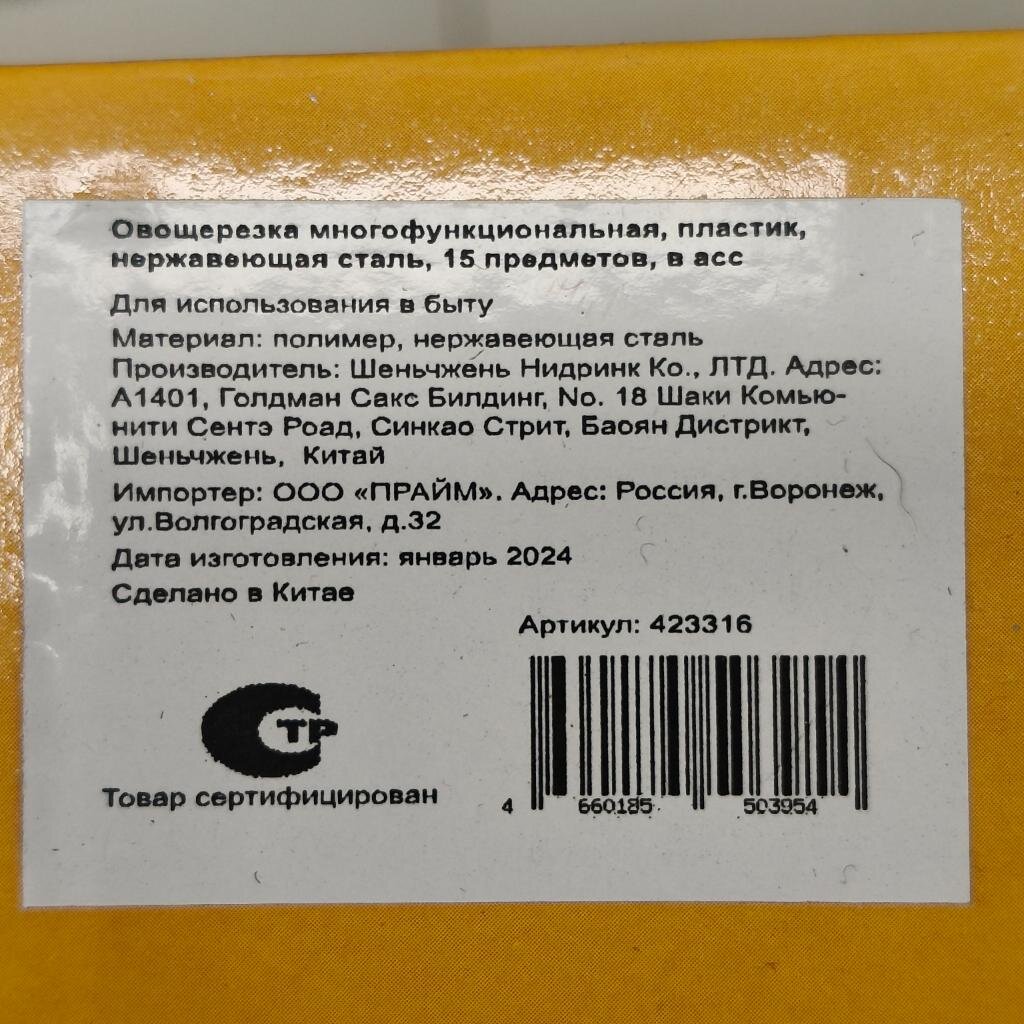 Овощерезка многофункциональная, пластик,
нержавеющая сталь, 15 предметов, в асс
Для использования в быту
Материал: полимер, нержавеющая сталь
Производитель: Шеньчжень Нидринк Ко., ЛТД. Адрес:
А1401, Голдман Сакс Билдинг, No. 18 Шаки Комью-
нити Сентэ Роад, Синкао Стрит, Баоян Дистрикт,
Шеньчжень, Китай
Импортер: ООО «ПРАЙМ». Адрес: Россия, г.Воронеж,
ул.Волгоградская, д.32
Дата изготовления: январь 2024
Сделано в Китае
Артикул: 423316
СТР
Товар сертифицирован
4 660185 503954